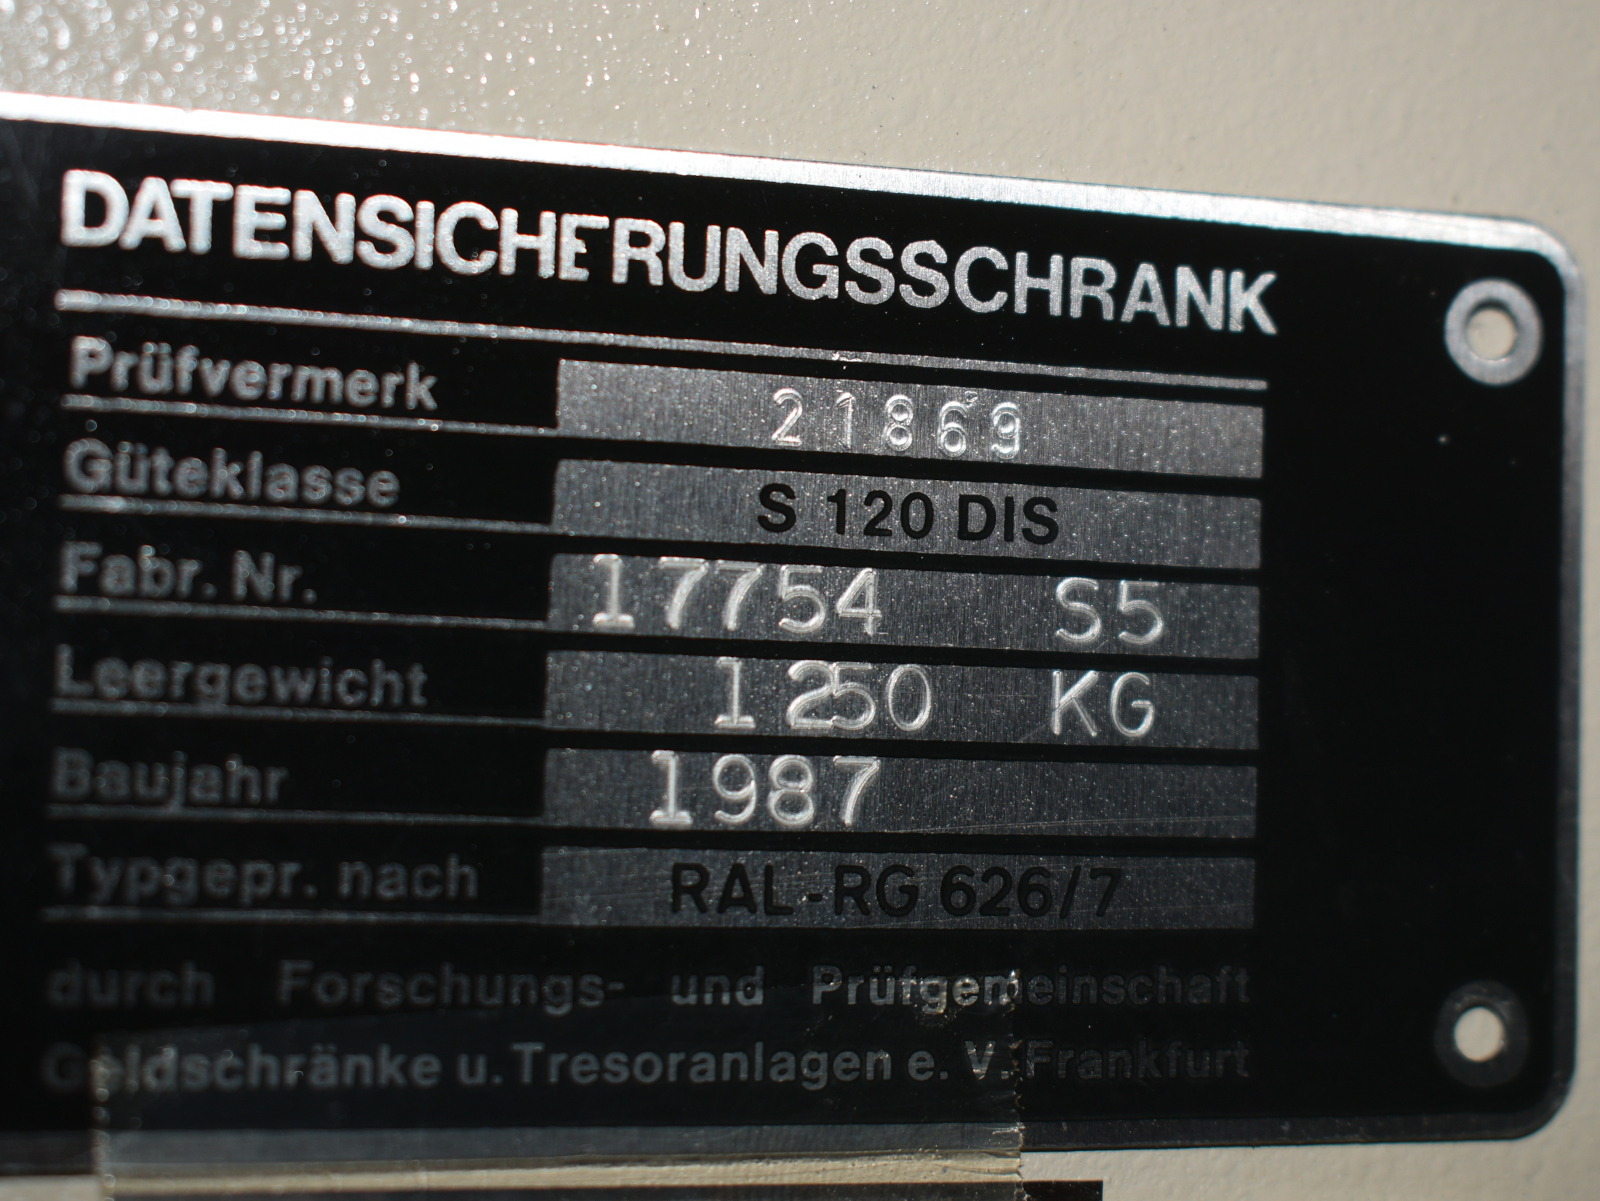 DATENSICHERUNGSSCHRANK
Prüfvermerk 21869
Güteklasse S 120 DIS
Fabr. Nr. 17754 S5
Leergewicht 1250 KG
Baujahr 1987
Typgepr. nach RAL-RG 626/7
durch Forschungs- und Prüfgemeinschaft
Geldschränke u. Tresoranlagen e. V. Frankfurt